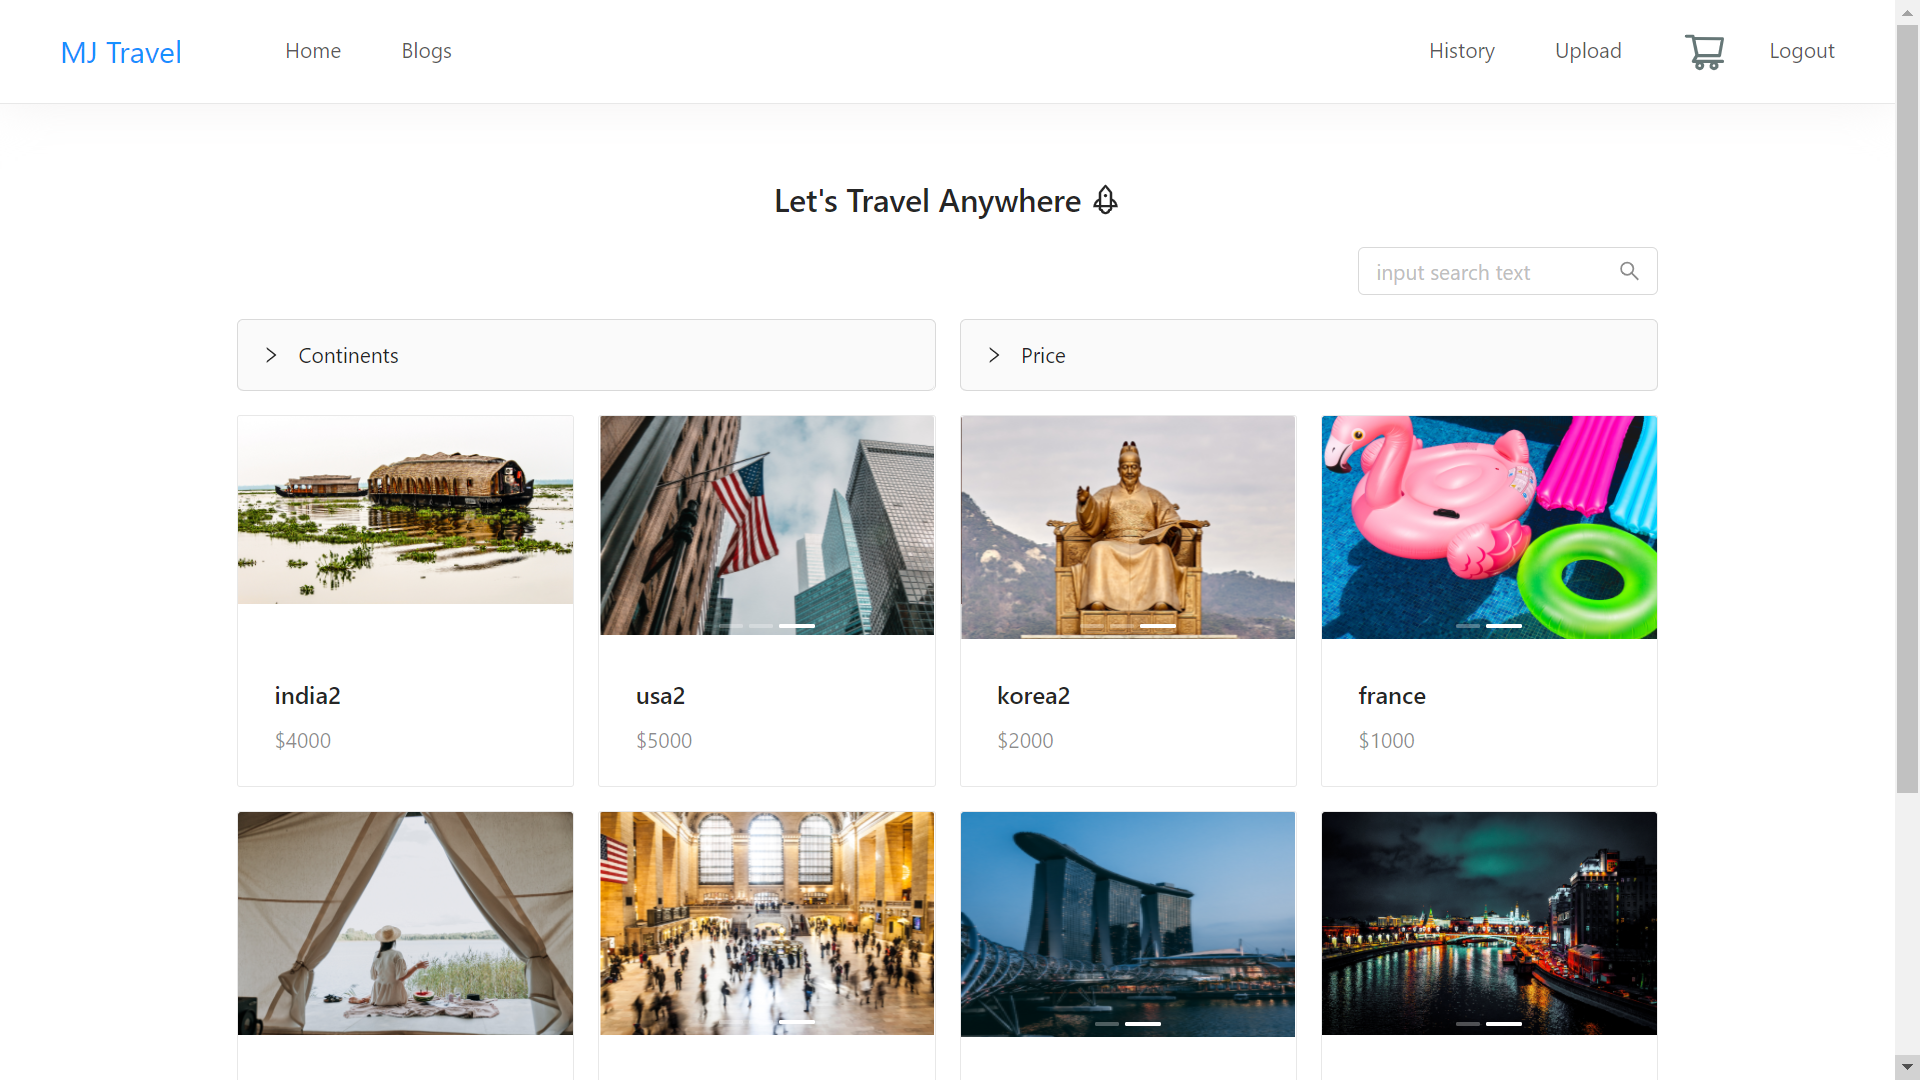 MJ Travel Home Blogs History Upload Logout
Let's Travel Anywhere
input search text
Continents Price
india2 usa2 korea2 france
$4000 $5000 $2000 $1000